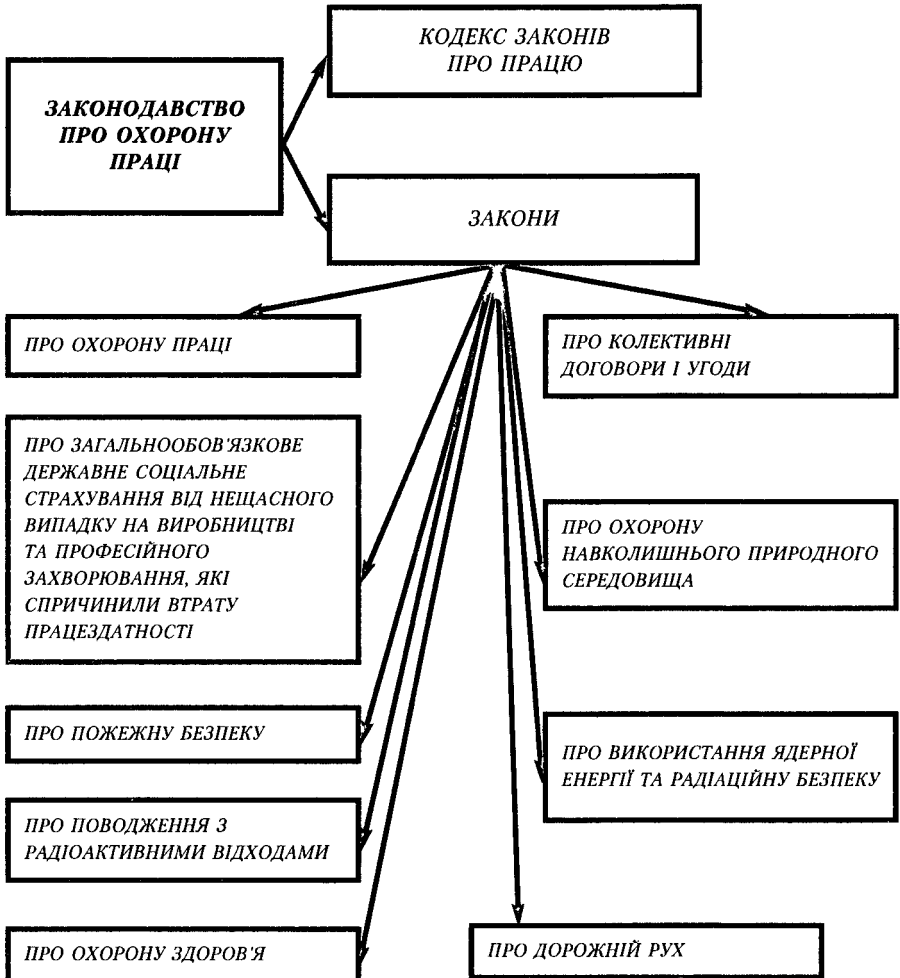 КОДЕКС ЗАКОНІВ
ПРО ПРАЦЮ
ЗАКОНОДАВСТВО
ПРО ОХОРОНУ
ПРАЦІ
ЗАКОНИ
ПРО ОХОРОНУ ПРАЦІ
ПРО КОЛЕКТИВНІ
ДОГОВОРИ І УГОДИ
ПРО ЗАГАЛЬНООБОВ'ЯЗКОВЕ
ДЕРЖАВНЕ СОЦІАЛЬНЕ
СТРАХУВАННЯ ВІД НЕЩАСНОГО
ВИПАДКУ НА ВИРОБНИЦТВІ
ТА ПРОФЕСІЙНОГО
ЗАХВОРЮВАННЯ, ЯКІ
СПРИЧИНИЛИ ВТРАТУ
ПРАЦЕЗДАТНОСТІ
ПРО ОХОРОНУ
НАВКОЛИШНЬОГО ПРИРОДНОГО
СЕРЕДОВИЩА
ПРО ПОЖЕЖНУ БЕЗПЕКУ
ПРО ВИКОРИСТАННЯ ЯДЕРНОЇ
ЕНЕРГІЇ ТА РАДІАЦІЙНУ БЕЗПЕКУ
ПРО ПОВОДЖЕННЯ З
РАДІОАКТИВНИМИ ВІДХОДАМИ
ПРО ОХОРОНУ ЗДОРОВ'Я
ПРО ДОРОЖНІЙ РУХ